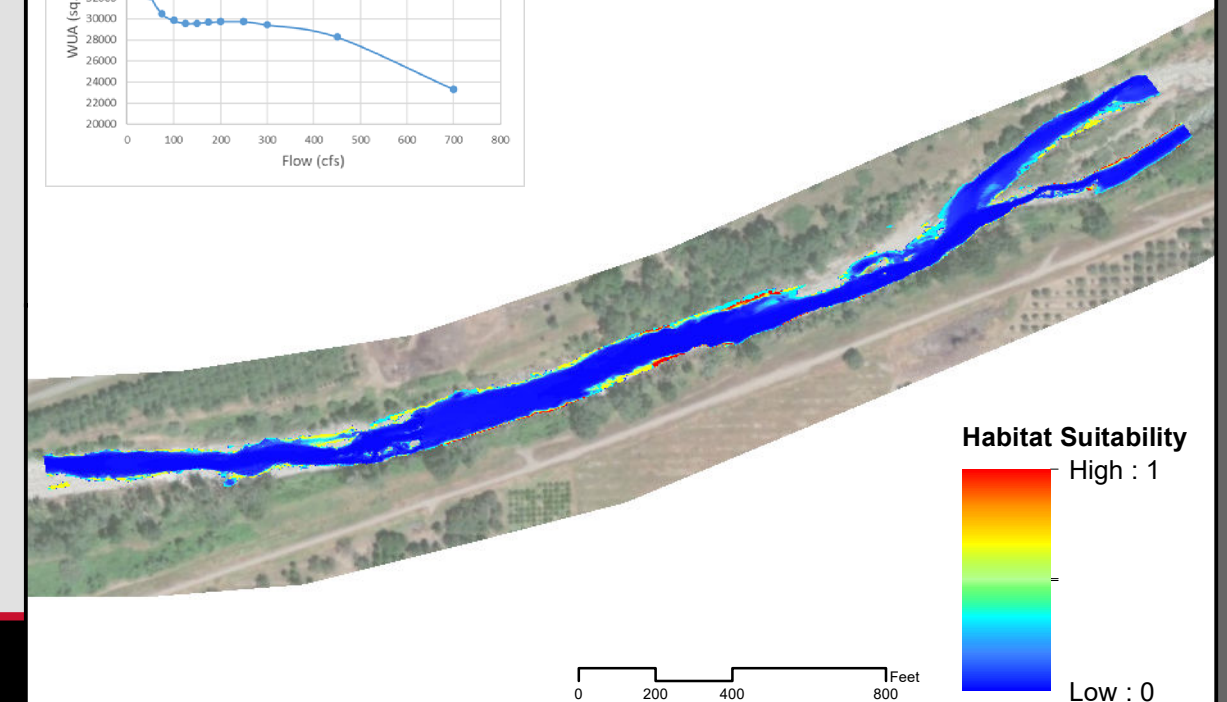 WUA (sq
30000
28000
26000
24000
22000
20000
0 100 200 300 400 500 600 700 800
Flow (cfs)
Habitat Suitability
High : 1
Low : 0
Feet
0 200 400 800